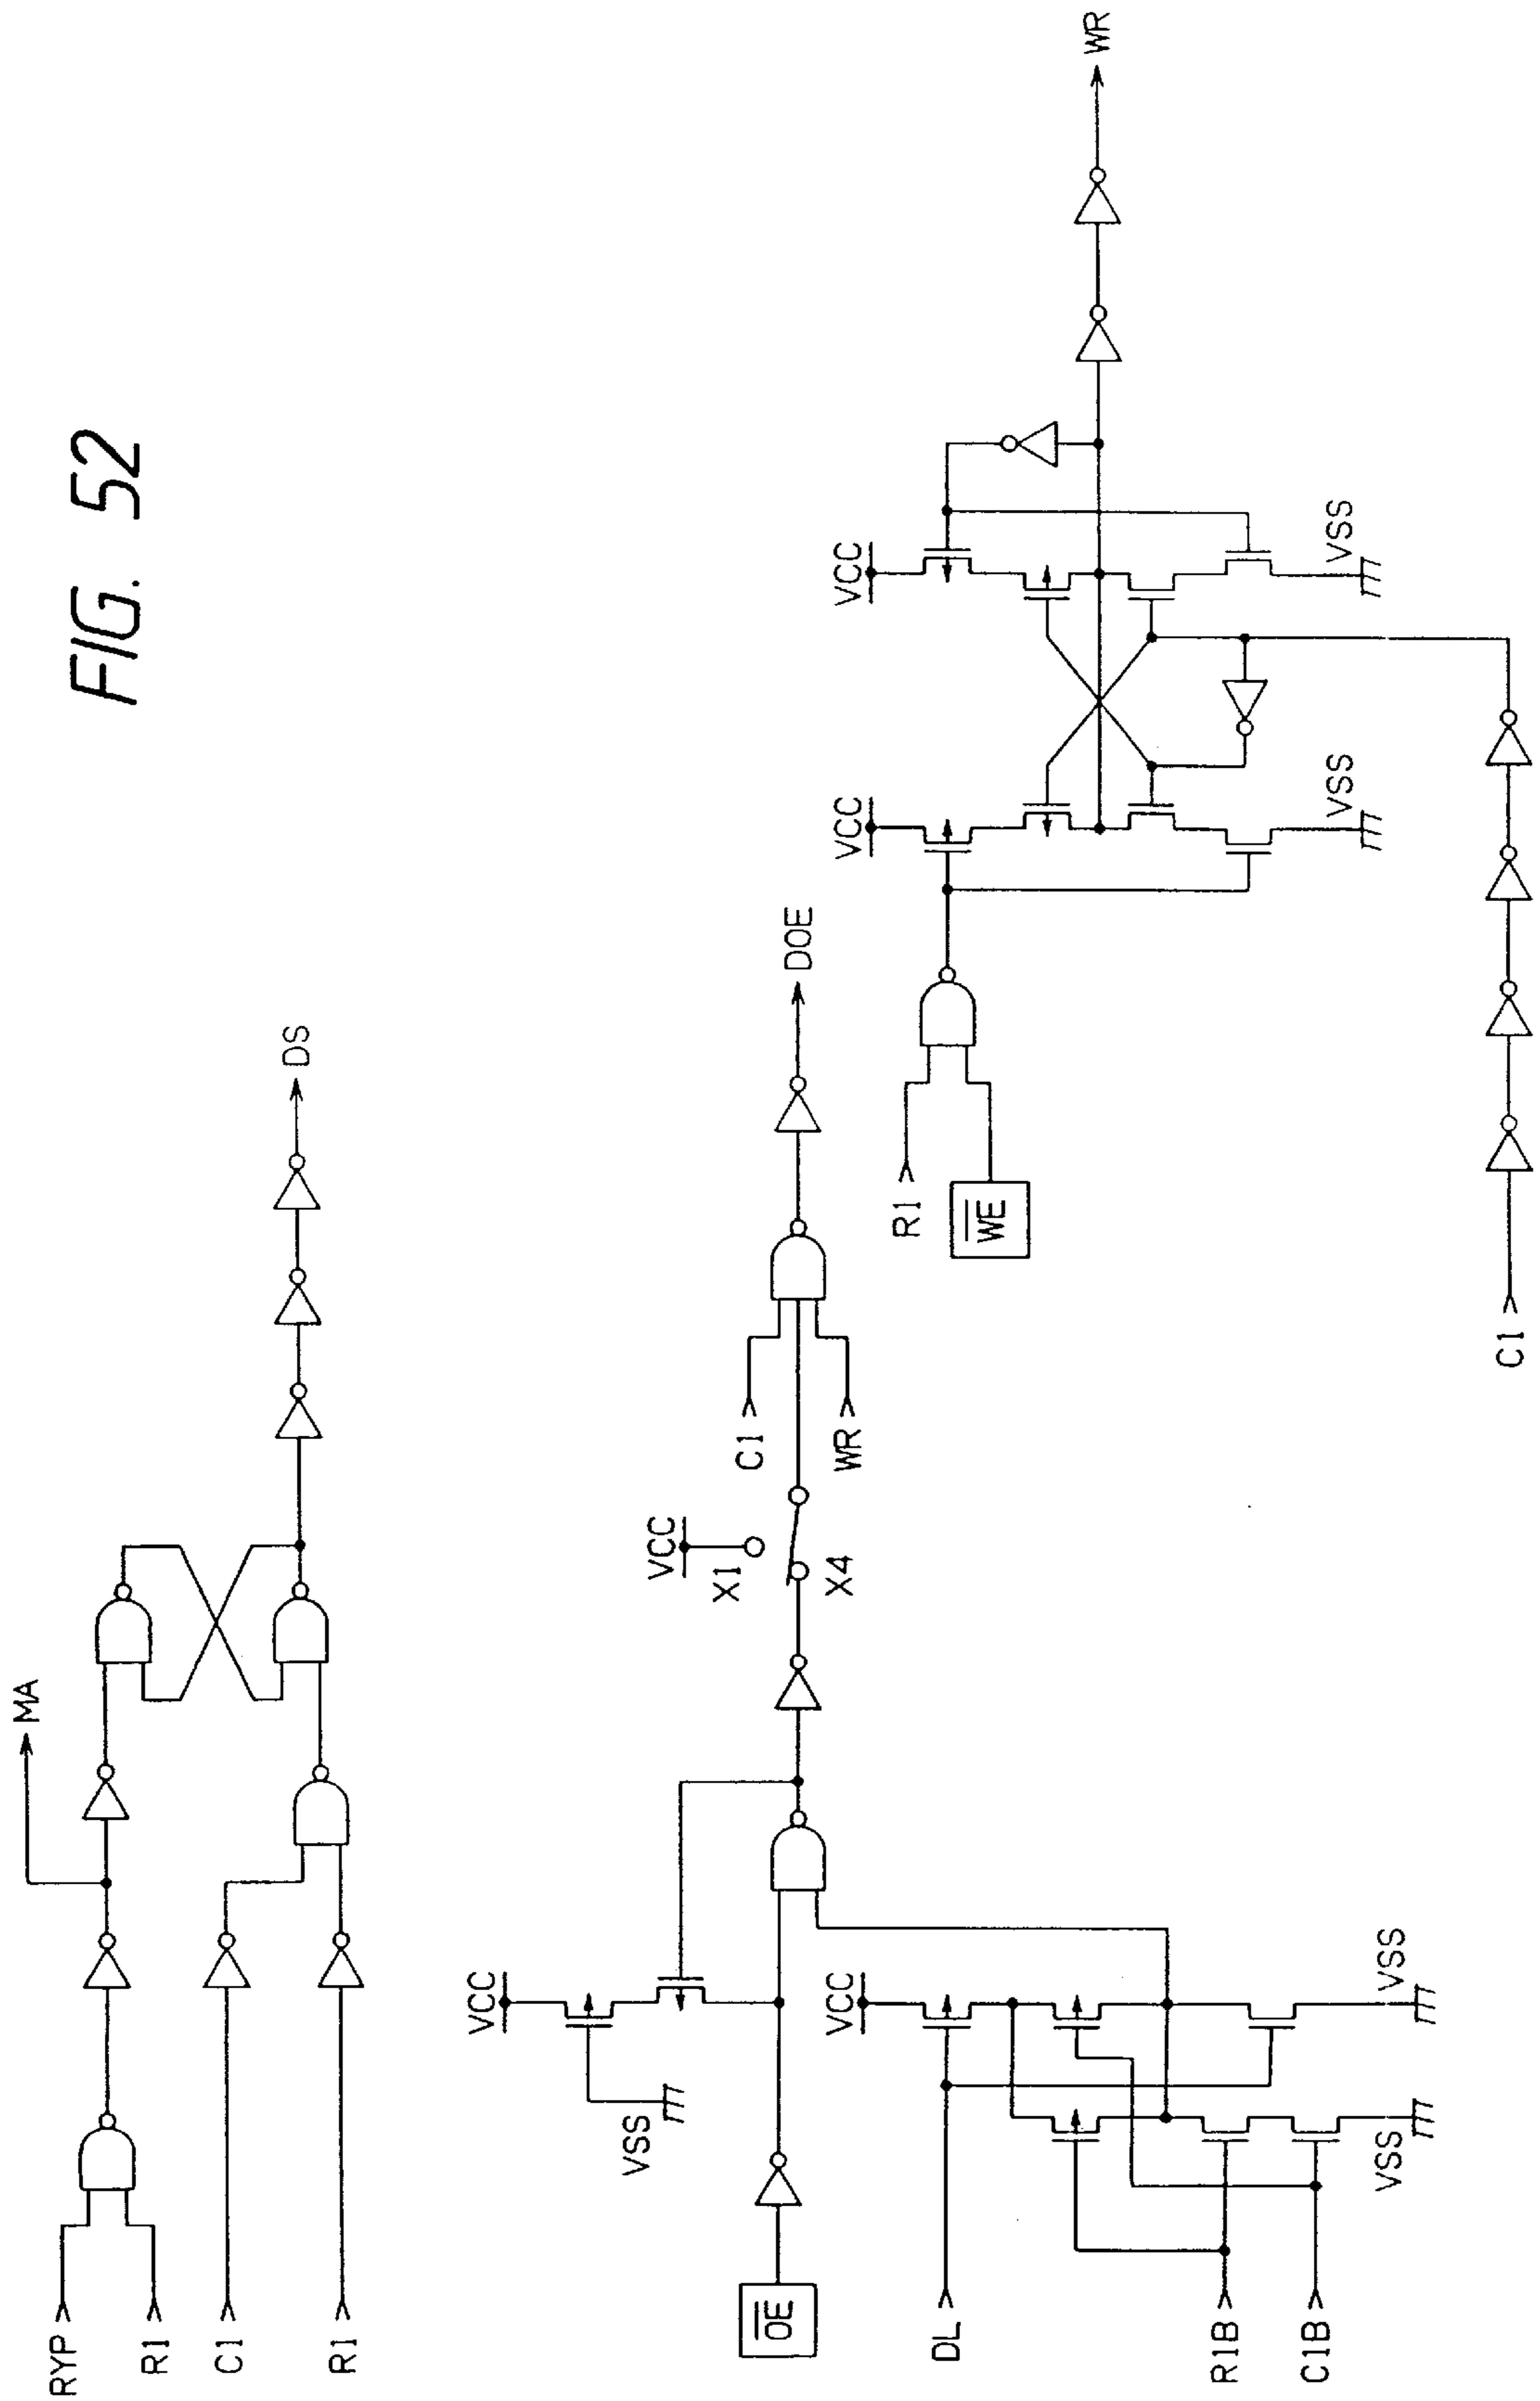 FIG. 52
RYP
R1
C1
R1
MA
DS
OE
VCC
VSS
DL
R1B
C1B
VCC
VSS
VSS
VCC
X1
X4
C1
WR
DOE
R1
WE
VCC
VSS
VCC
VSS
C1
WR